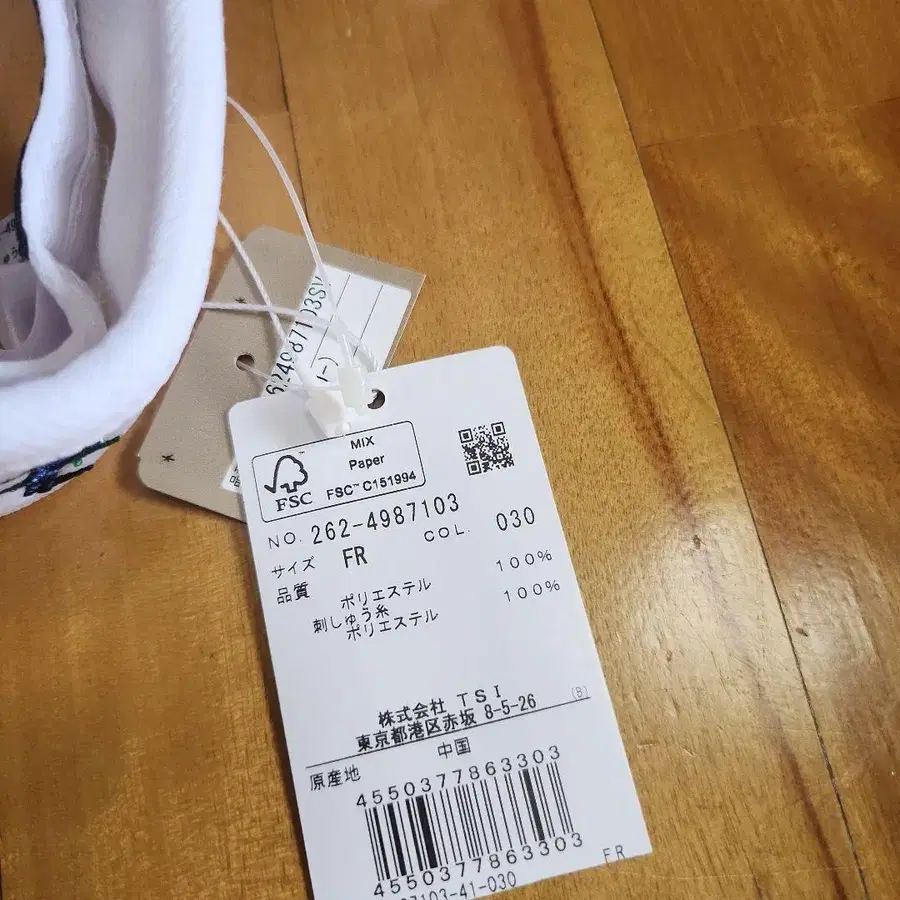 MIX
Paper
FSC™ C151994
FSC
NO. 262-4987103
COL. 030
サイズ FR
品質
ポリエステル 100%
刺しゅう糸
ポリエステル 100%
株式会社 TSI (B)
東京都港区赤坂 8-5-26
原産地 中国
4550377863303
4550377863303
FR